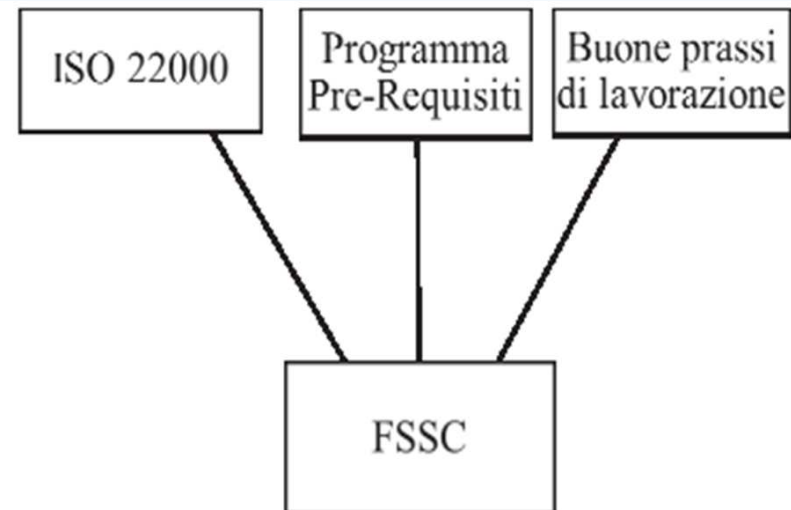 ISO 22000
Programma
Pre-Requisiti
Buone prassi
di lavorazione
FSSC